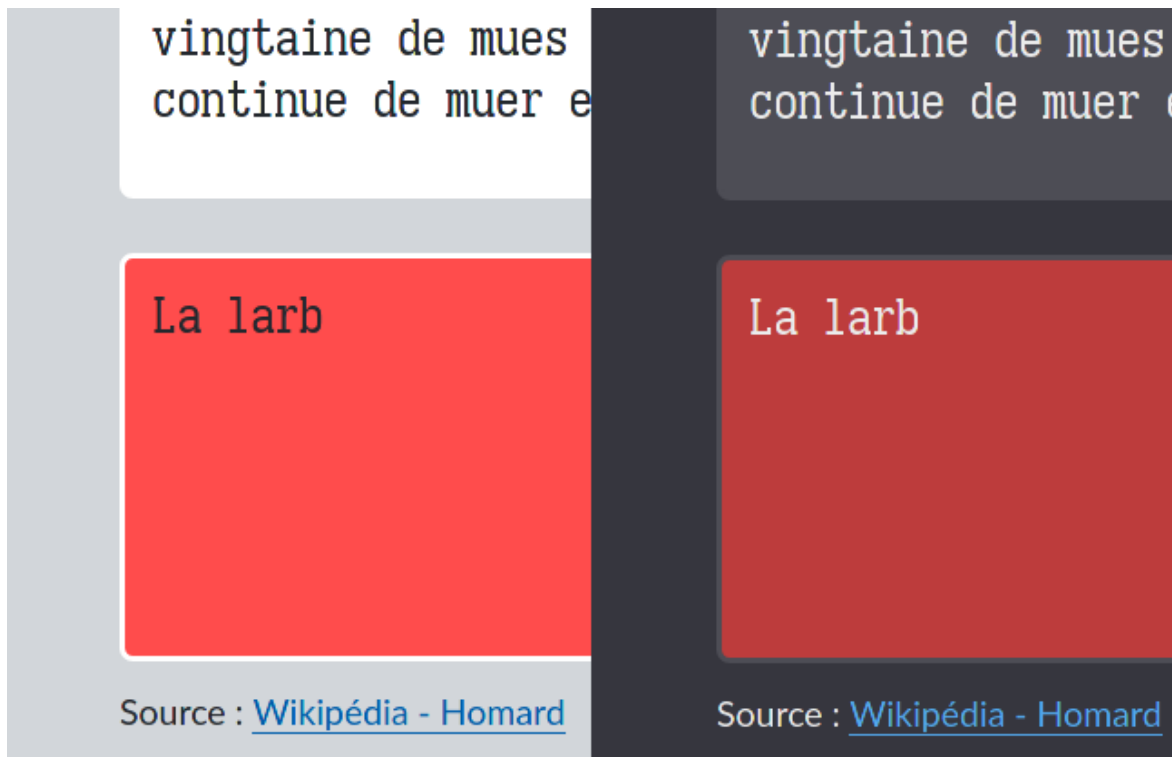 vingtaine de mues
continue de muer e
La larb
Source : Wikipédia - Homard
vingtaine de mues
continue de muer e
La larb
Source : Wikipédia - Homard